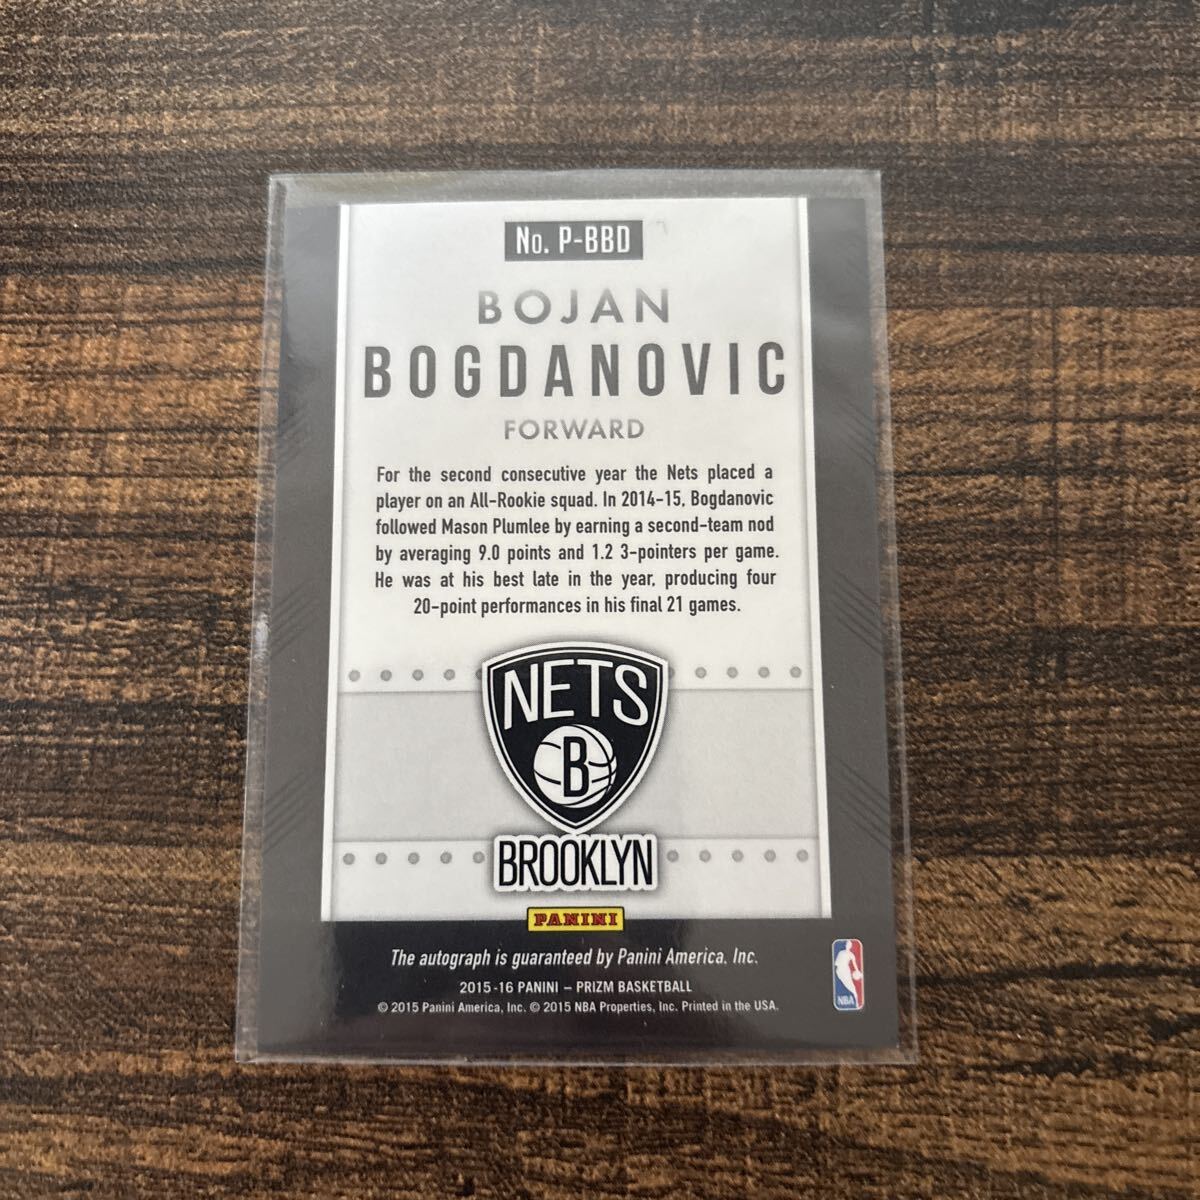 No. P-BBD
BOJAN
BOGDANOVIC
FORWARD
For the second consecutive year the Nets placed a
player on an All-Rookie squad. In 2014-15, Bogdanovic
followed Mason Plumlee by earning a second-team nod
by averaging 9.0 points and 1.2 3-pointers per game.
He was at his best late in the year, producing four
20-point performances in his final 21 games.
NETS
B
BROOKLYN
PANINI
The autograph is guaranteed by Panini America, Inc.
2015-16 PANINI – PRIZM BASKETBALL
© 2015 Panini America, Inc. © 2015 NBA Properties, Inc. Printed in the USA.
NBA